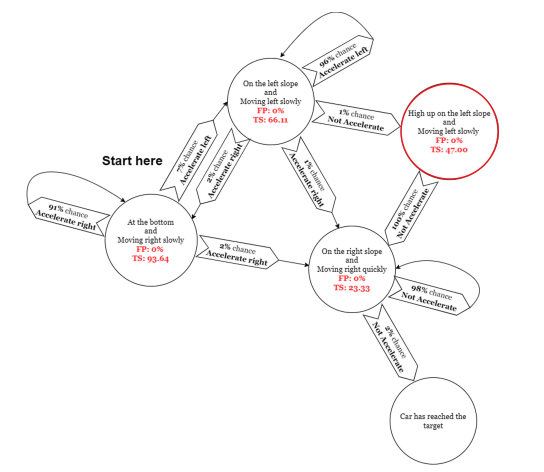 96% chance
Accelerate left
On the left slope
and
Moving left slowly
FP: 0%
TS: 66.11
1% chance
Not Accelerate
High up on the left slope
and
Moving left slowly
FP: 0%
TS: 47.00
Start here
7% chance
Accelerate left
2% chance
Accelerate right
1% chance
Accelerate right
91% chance
Accelerate right
At the bottom
and
Moving right slowly
FP: 0%
TS: 93.64
2% chance
Accelerate right
100% chance
Not Accelerate
On the right slope
and
Moving right quickly
FP: 0%
TS: 23.33
98% chance
Not Accelerate
2% chance
Not Accelerate
Car has reached the
target